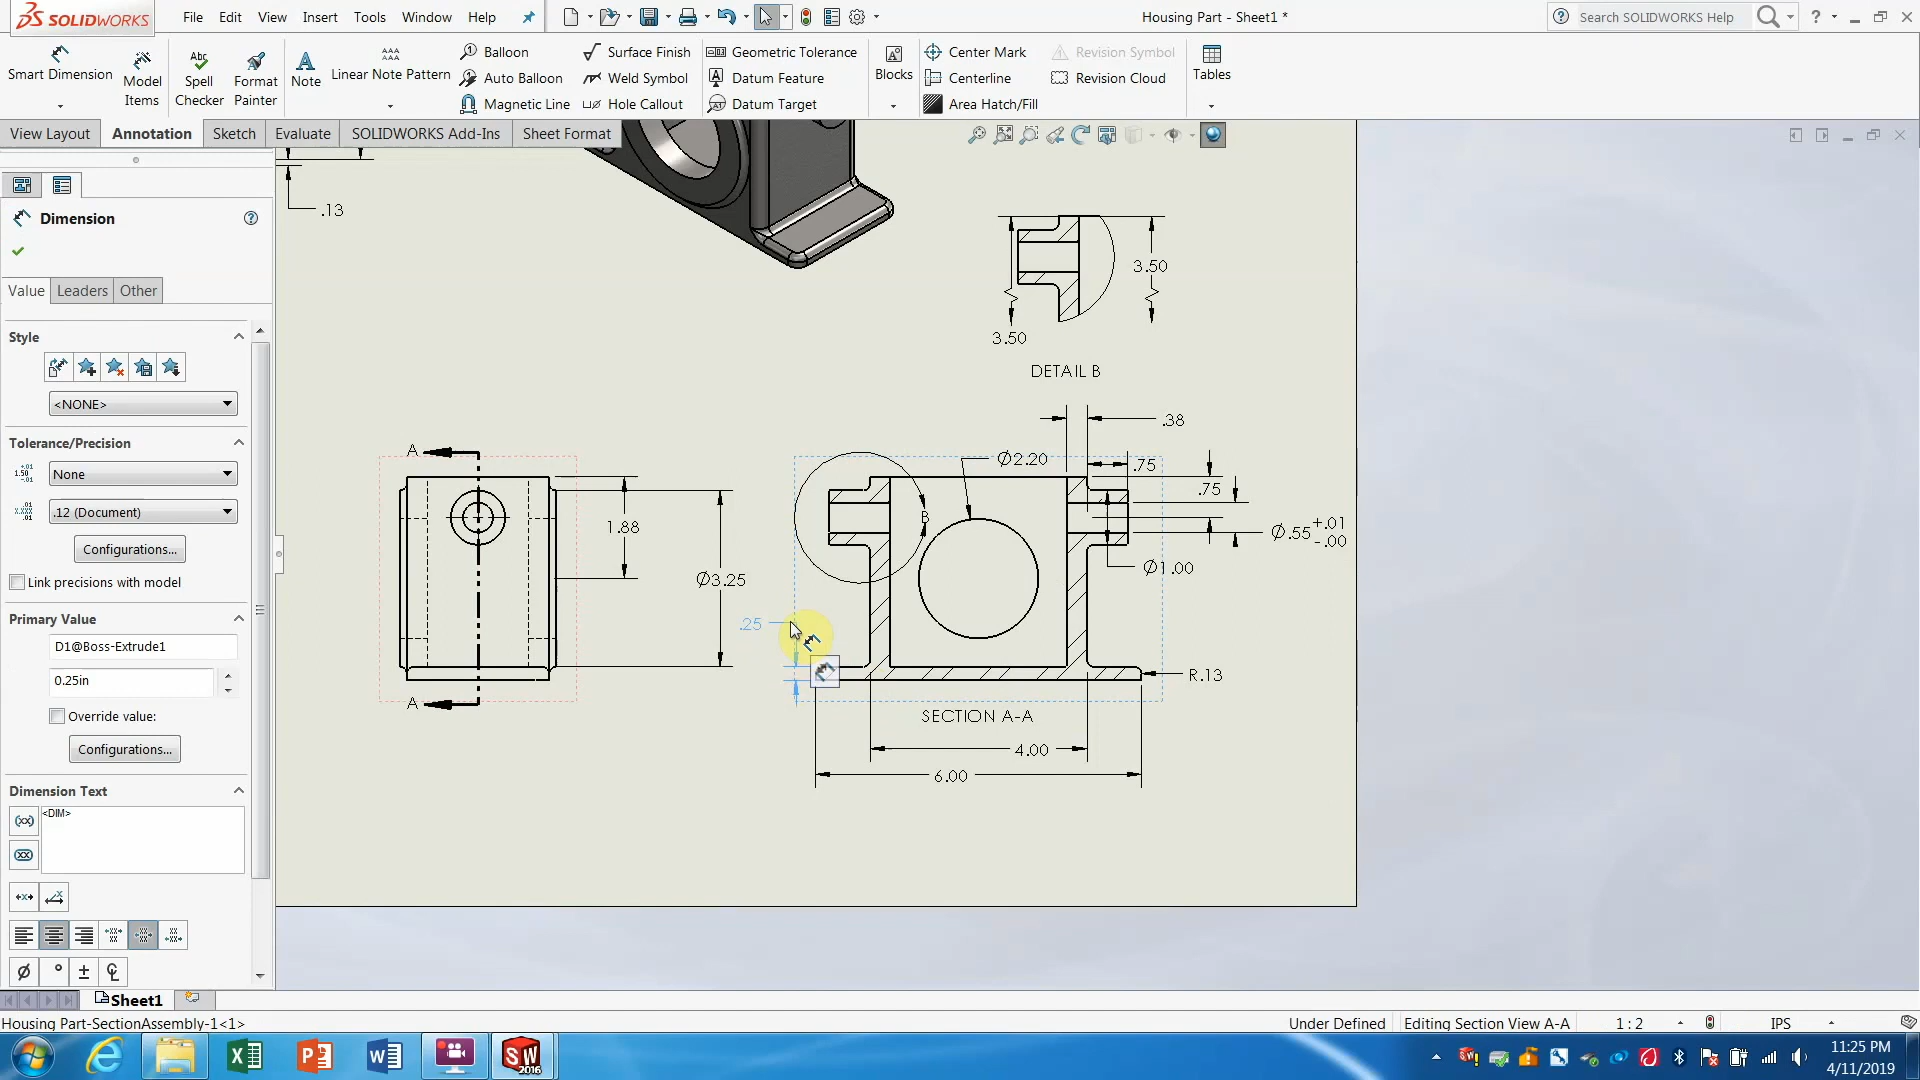 SOLIDWORKS File Edit View Insert Tools Window Help
Housing Part - Sheet1 *
Search SOLIDWORKS Help
Smart Dimension
Model Items
Spell Checker
Format Painter
Note
Linear Note Pattern
Balloon
Auto Balloon
Magnetic Line
Surface Finish
Weld Symbol
Hole Callout
Geometric Tolerance
Datum Feature
Datum Target
Blocks
Center Mark
Centerline
Area Hatch/Fill
Revision Symbol
Revision Cloud
Tables
View Layout Annotation Sketch Evaluate SOLIDWORKS Add-Ins Sheet Format
Dimension
Value Leaders Other
Style
<NONE>
Tolerance/Precision
None
.12 (Document)
Configurations...
Link precisions with model
Primary Value
D1@Boss-Extrude1
0.25in
Override value:
Configurations...
Dimension Text
<DIM>
.13
3.50
3.50
DETAIL B
.38
A
Ø2.20
.75
.75
B
1.88
Ø.55 +.01 -.00
Ø3.25
Ø1.00
.25
R.13
A
SECTION A-A
4.00
6.00
Sheet1
Housing Part-SectionAssembly-1<1>
Under Defined Editing Section View A-A 1 : 2 IPS
SW 2016
11:25 PM
4/11/2019